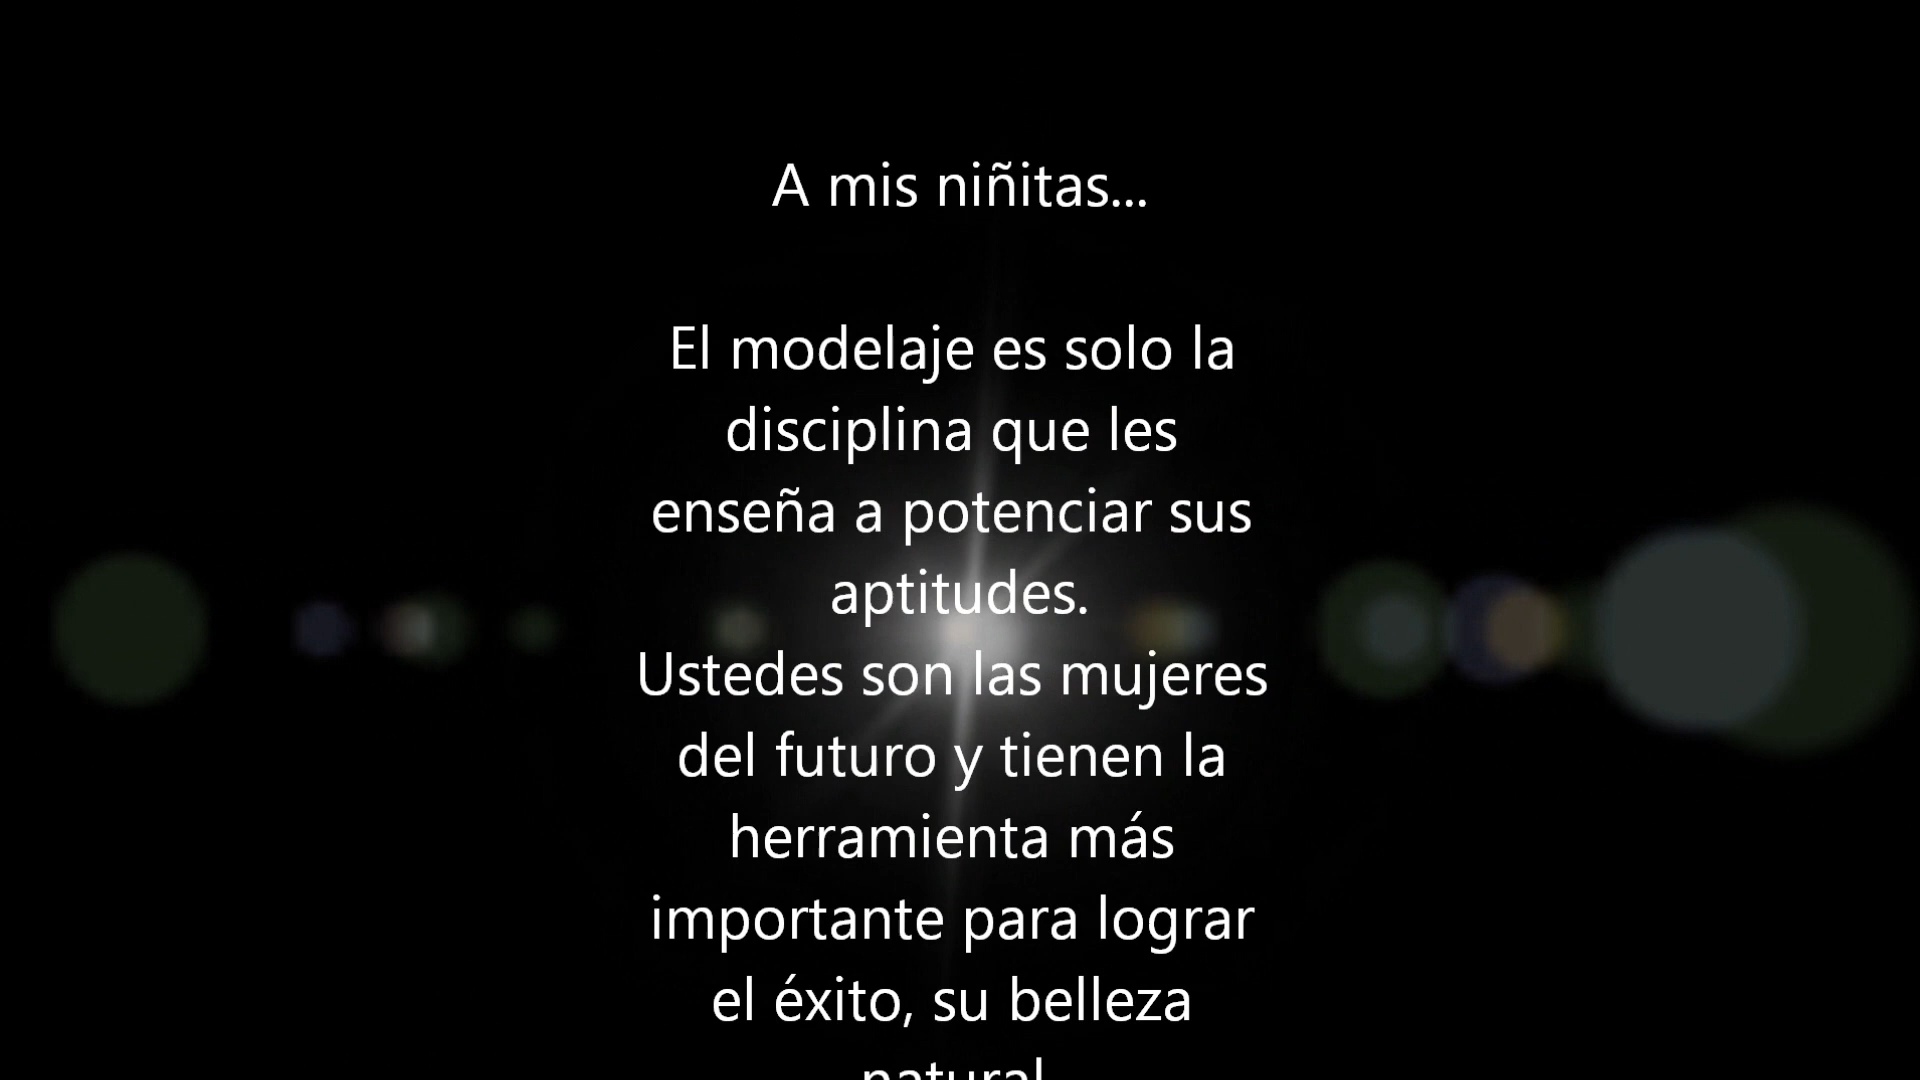 A mis niñitas...
El modelaje es solo la
disciplina que les
enseña a potenciar sus
aptitudes.
Ustedes son las mujeres
del futuro y tienen la
herramienta más
importante para lograr
el éxito, su belleza
natural